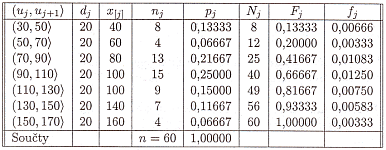 (u_j, u_{j+1}⟩ d_j x_{[j]} n_j p_j N_j F_j f_j
(30,50⟩ 20 40 8 0,13333 8 0,13333 0,00666
(50,70⟩ 20 60 4 0,06667 12 0,20000 0,00333
(70,90⟩ 20 80 13 0,21667 25 0,41667 0,01083
(90,110⟩ 20 100 15 0,25000 40 0,66667 0,01250
(110,130⟩ 20 100 9 0,15000 49 0,81667 0,00750
(130,150⟩ 20 140 7 0,11667 56 0,93333 0,00583
(150,170⟩ 20 160 4 0,06667 60 1,00000 0,00333
Součty n = 60 1,00000